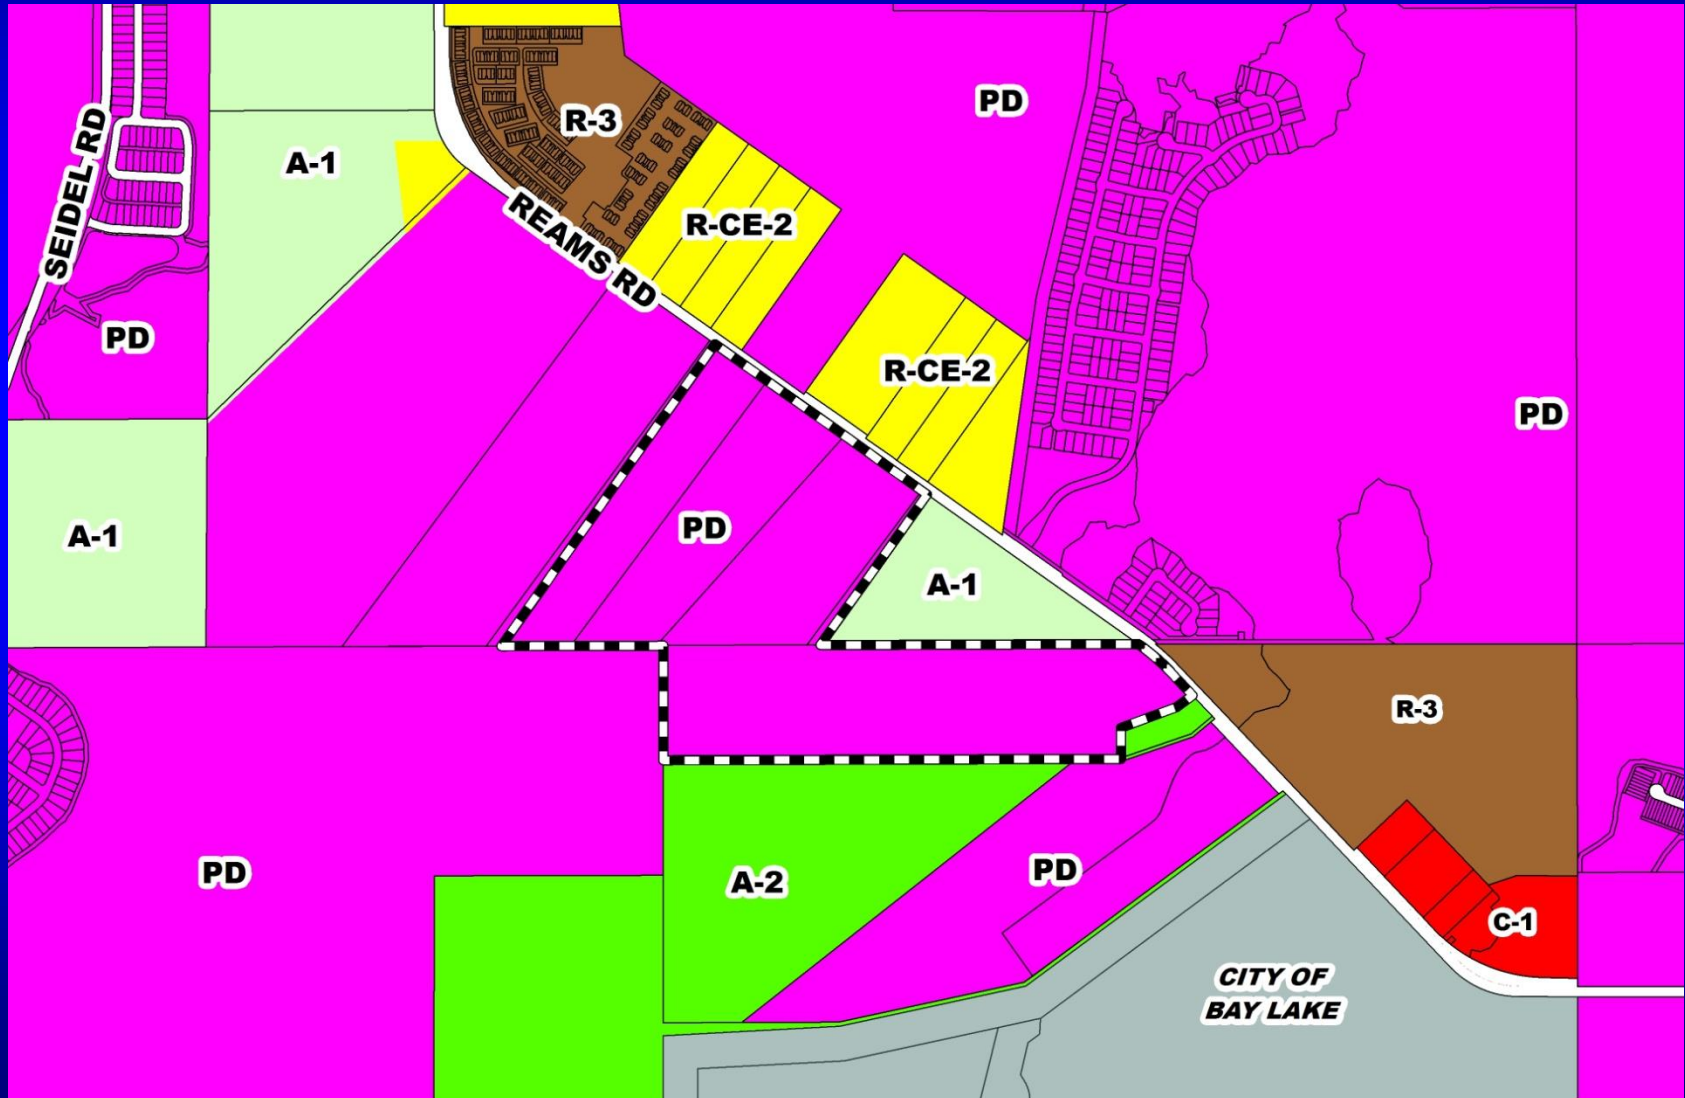 PD
R-3
SEIDEL RD
A-1
R-CE-2
REAMS RD
PD
R-CE-2
PD
A-1
PD
A-1
R-3
PD
A-2
PD
C-1
CITY OF
BAY LAKE